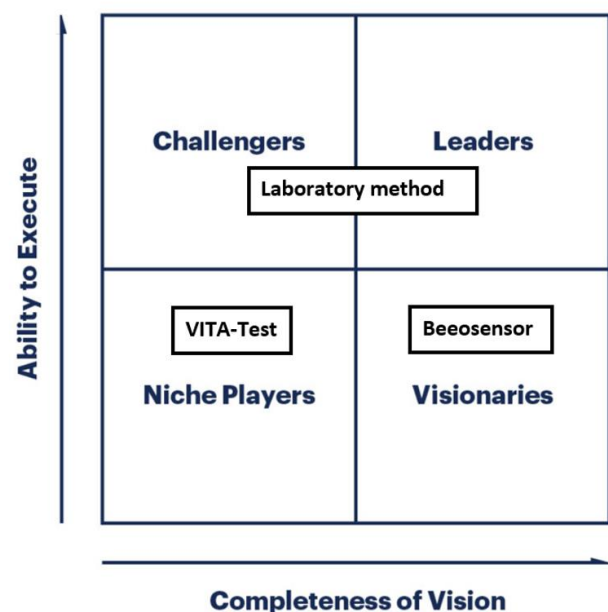 Ability to Execute
Challengers
Leaders
Laboratory method
VITA-Test
Beeosensor
Niche Players
Visionaries
Completeness of Vision